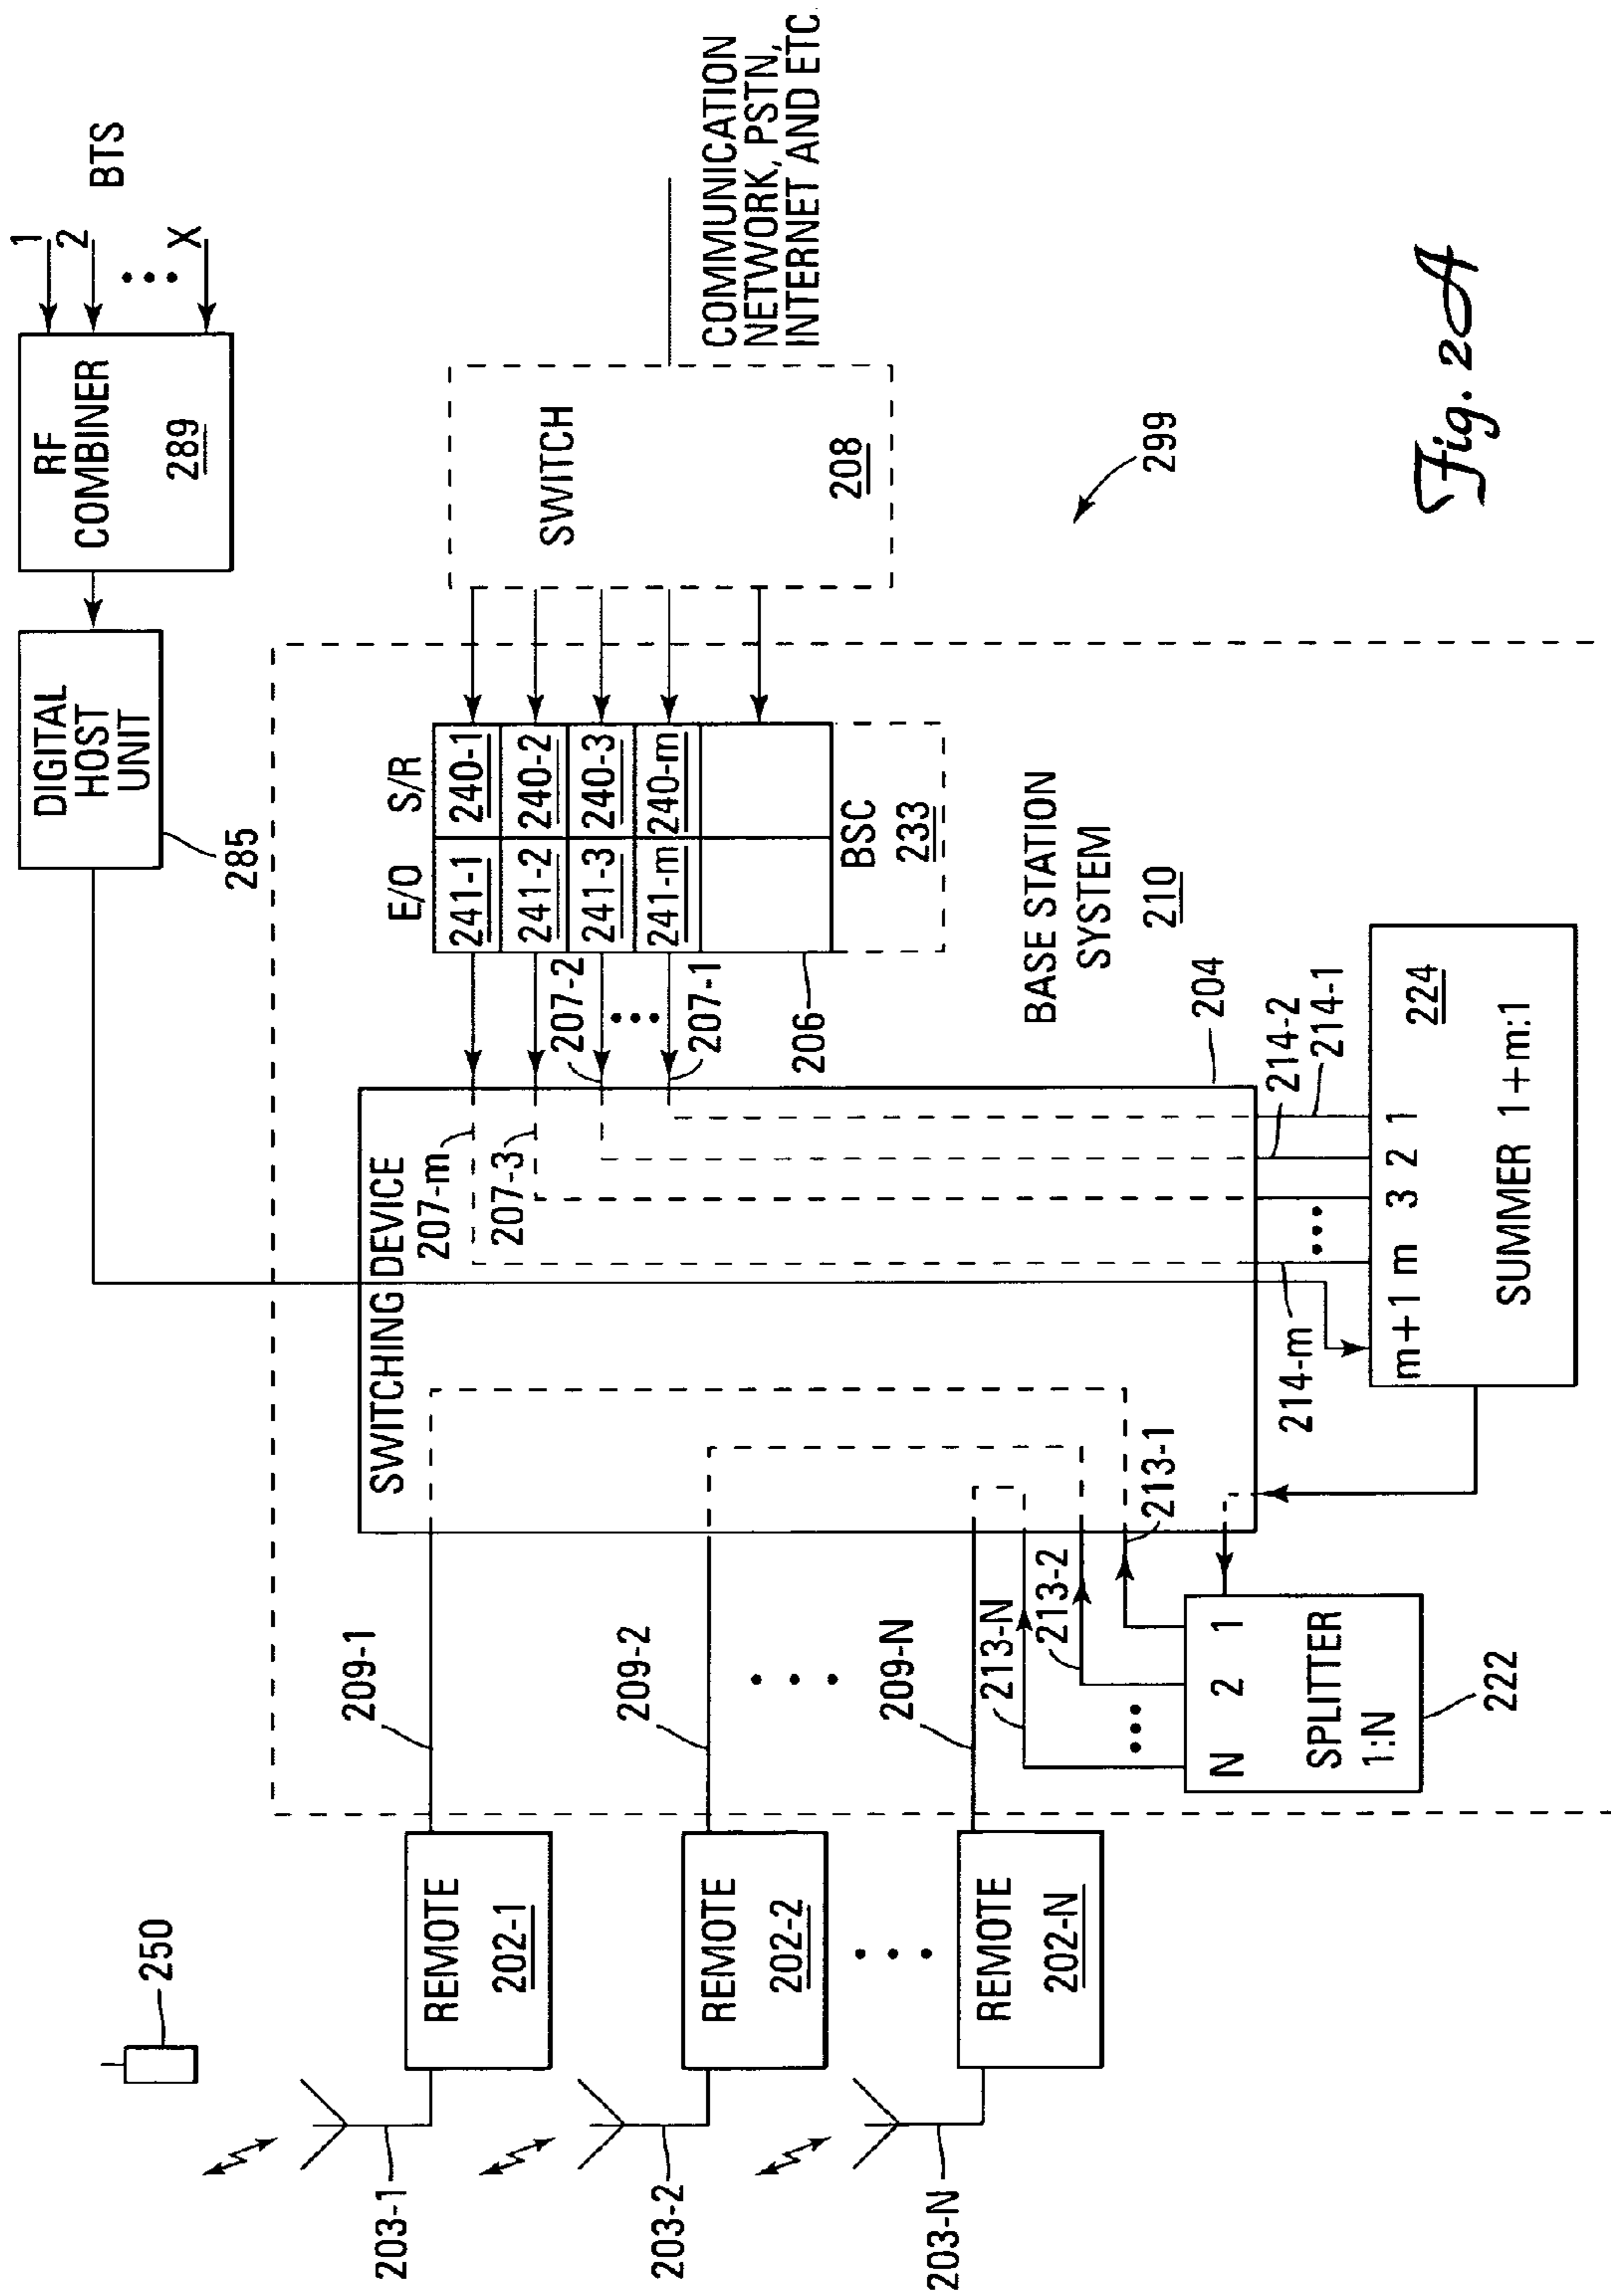 1
2
X
BTS
RF
COMBINER
289
DIGITAL
HOST
UNIT
285
250
SWITCH
208
COMMUNICATION
NETWORK, PSTN,
INTERNET AND ETC.
299
E/O
S/R
241-1
240-1
241-2
240-2
241-3
240-3
241-m
240-m
BSC
233
206
207-2
207-1
BASE STATION
SYSTEM
210
SWITCHING DEVICE
204
207-m
207-3
214-2
214-1
214-m
m+1 m 3 2 1
224
SUMMER 1+m:1
209-1
209-2
209-N
213-N
213-2
213-1
N 2 1
SPLITTER
1:N
222
REMOTE
202-1
REMOTE
202-2
REMOTE
202-N
203-1
203-2
203-N
Fig. 2A